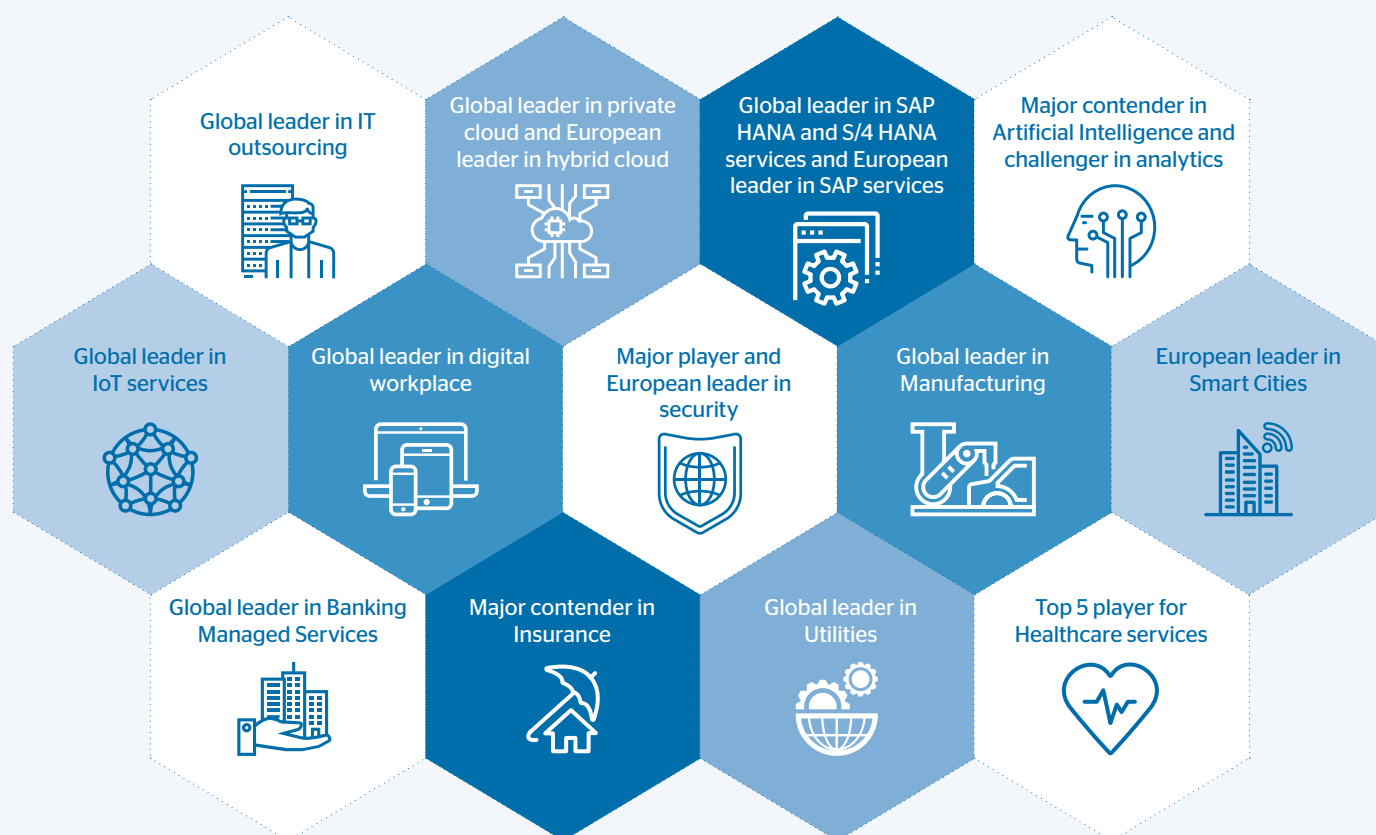 Global leader in IT
outsourcing
Global leader in private
cloud and European
leader in hybrid cloud
Global leader in SAP
HANA and S/4 HANA
services and European
leader in SAP services
Major contender in
Artificial Intelligence and
challenger in analytics
Global leader in
IoT services
Global leader in digital
workplace
Major player and
European leader in
security
Global leader in
Manufacturing
European leader in
Smart Cities
Global leader in Banking
Managed Services
Major contender in
Insurance
Global leader in
Utilities
Top 5 player for
Healthcare services